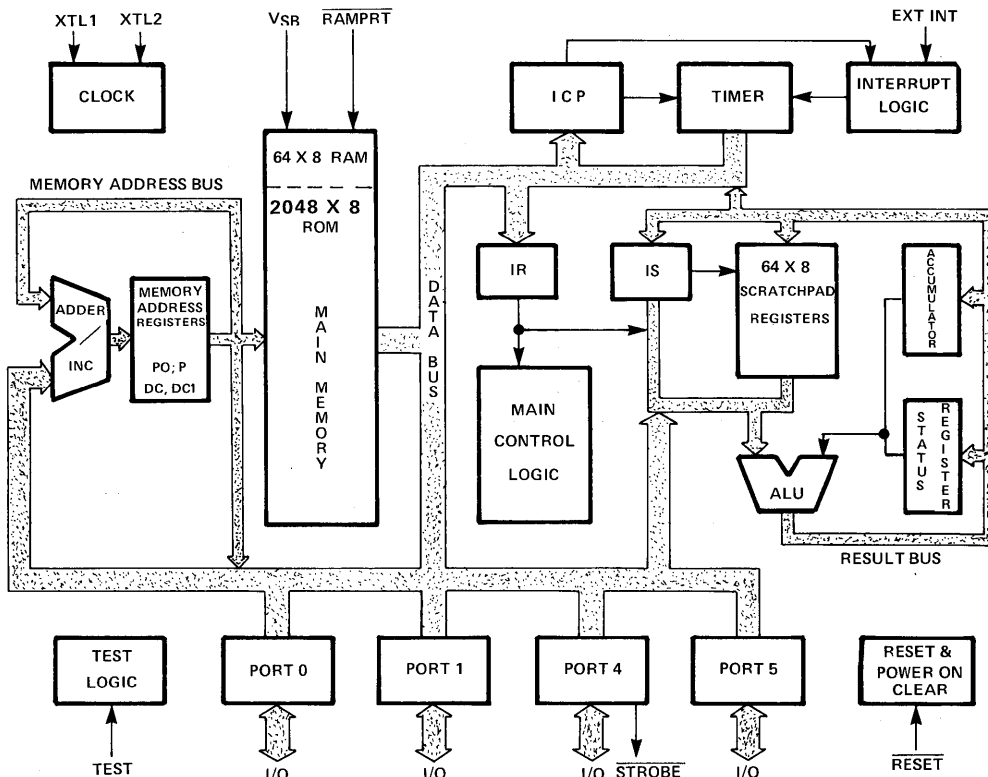 XTL1
XTL2
CLOCK
VSB
RAMPRT
EXT INT
ICP
TIMER
INTERRUPT
LOGIC
64 X 8 RAM
2048 X 8
ROM
MAIN MEMORY
MEMORY ADDRESS BUS
ADDER
INC
MEMORY
ADDRESS
REGISTERS
PO; P
DC, DC1
DATA BUS
IR
IS
64 X 8
SCRATCHPAD
REGISTERS
ACCUMULATOR
MAIN
CONTROL
LOGIC
ALU
STATUS
REGISTER
RESULT BUS
TEST
LOGIC
PORT 0
PORT 1
PORT 4
PORT 5
RESET &
POWER ON
CLEAR
TEST
I/O
I/O
I/O
STROBE
I/O
RESET